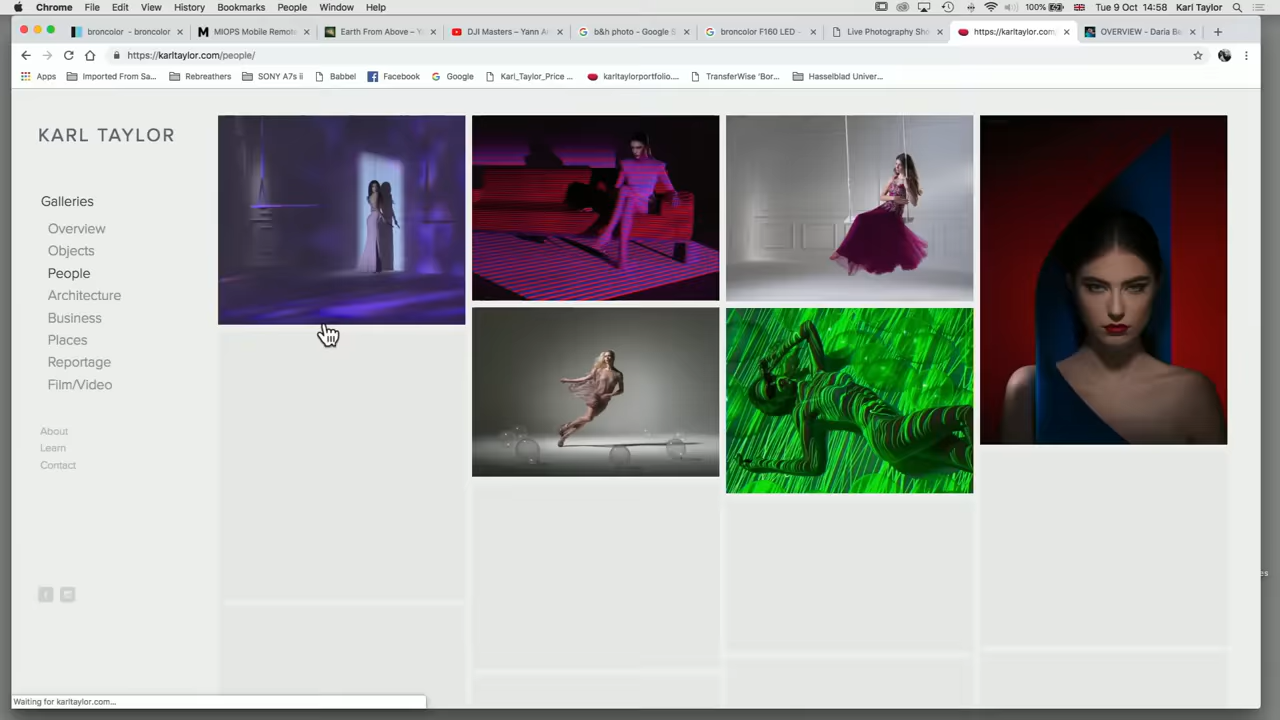 Chrome File Edit View History Bookmarks People Window Help 100% Tue 9 Oct 14:58 Karl Taylor
broncolor - broncolor MIOPS Mobile Remote Earth From Above – Y DJI Masters – Yann A b&h photo - Google S broncolor F160 LED - Live Photography Sho https://karltaylor.com OVERVIEW - Daria B
https://karltaylor.com/people/
Apps Imported From Sa... Rebreathers SONY A7s ii Babbel Facebook Google Karl_Taylor_Price ... karltaylorportfolio.... TransferWise 'Bor... Hasselblad Univer...
KARL TAYLOR
Galleries
Overview
Objects
People
Architecture
Business
Places
Reportage
Film/Video
About
Learn
Contact
Waiting for karltaylor.com...